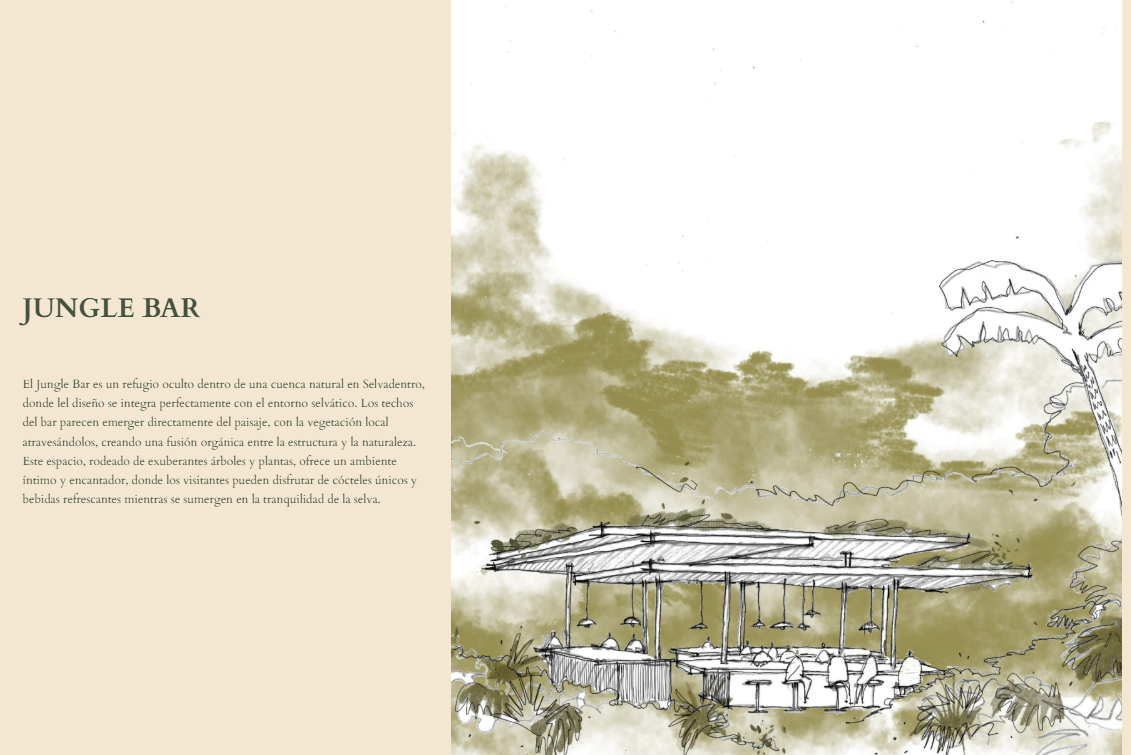 JUNGLE BAR
El Jungle Bar es un refugio oculto dentro de una cuenca natural en Selvadentro,
donde lel diseño se integra perfectamente con el entorno selvático. Los techos
del bar parecen emerger directamente del paisaje, con la vegetación local
atravesándolos, creando una fusión orgánica entre la estructura y la naturaleza.
Este espacio, rodeado de exuberantes árboles y plantas, ofrece un ambiente
íntimo y encantador, donde los visitantes pueden disfrutar de cócteles únicos y
bebidas refrescantes mientras se sumergen en la tranquilidad de la selva.